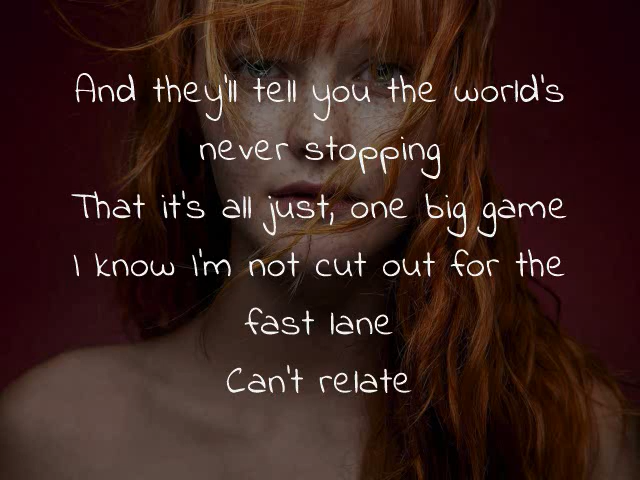 And they'll tell you the world's
never stopping
That it's all just, one big game
I know I'm not cut out for the
fast lane
Can't relate